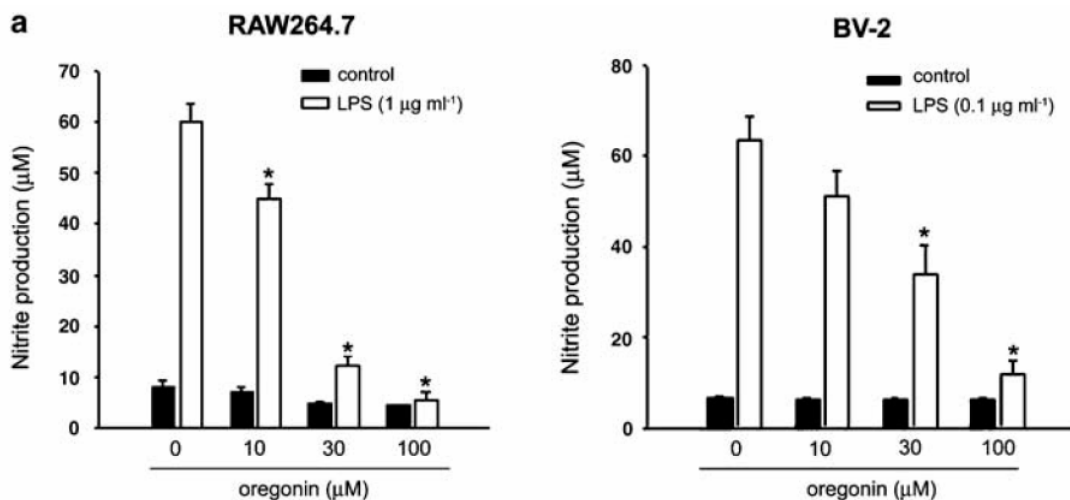 a
RAW264.7
70
60
50
40
30
20
10
0
Nitrite production (µM)
control
LPS (1 µg ml⁻¹)
*
*
*
0 10 30 100
oregonin (µM)
BV-2
80
60
40
20
0
Nitrite production (µM)
control
LPS (0.1 µg ml⁻¹)
*
*
0 10 30 100
oregonin (µM)